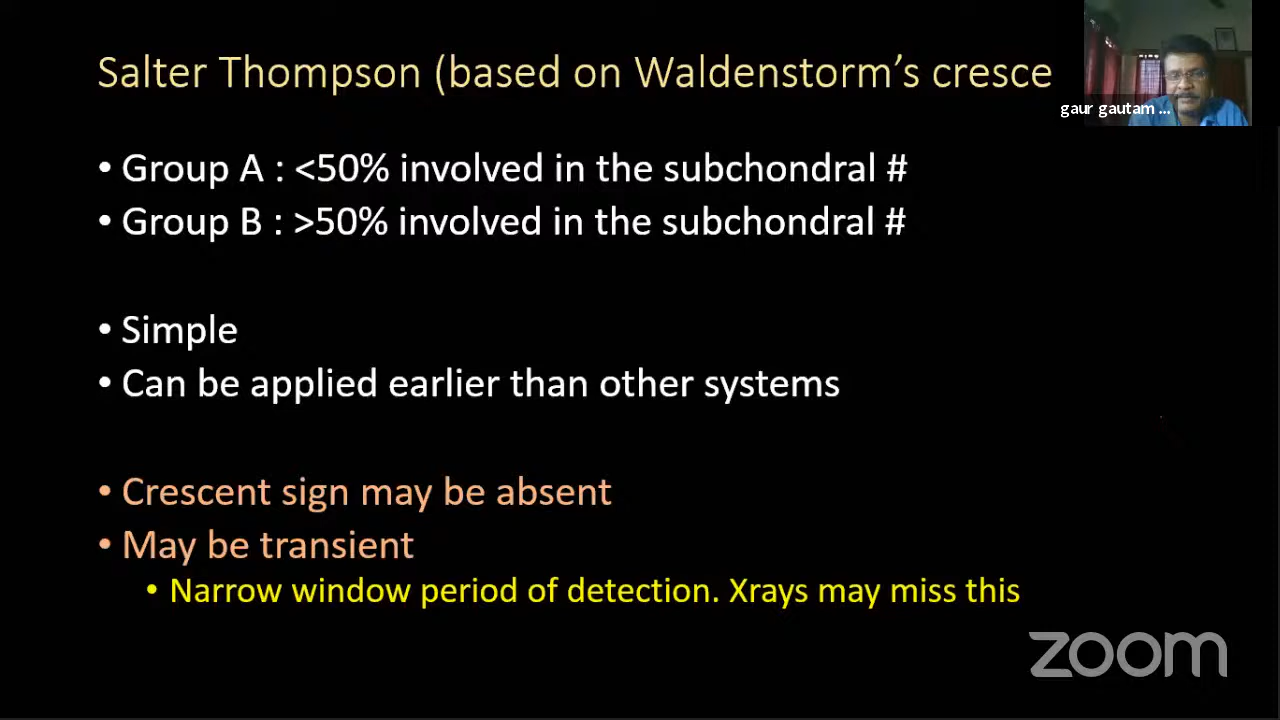 Salter Thompson (based on Waldenstorm’s cresce
gaur gautam ...
• Group A : <50% involved in the subchondral #
• Group B : >50% involved in the subchondral #
• Simple
• Can be applied earlier than other systems
• Crescent sign may be absent
• May be transient
• Narrow window period of detection. Xrays may miss this
zoom